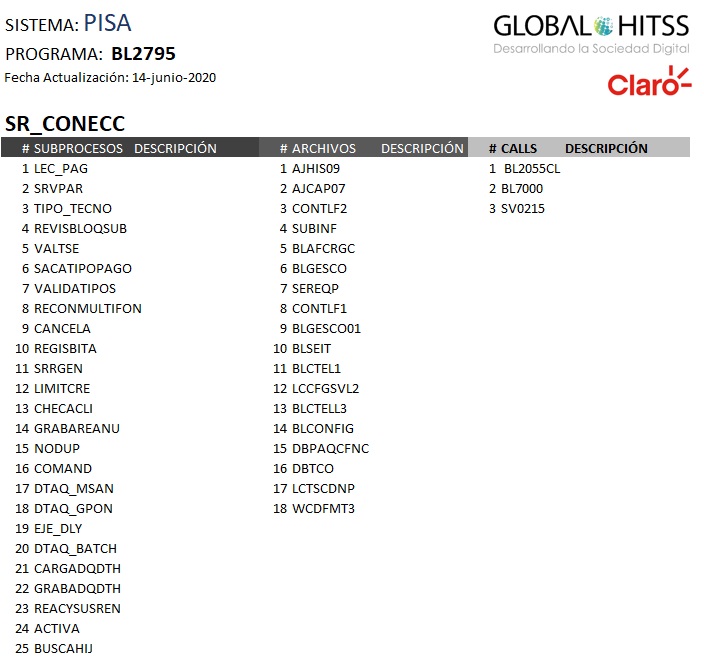 SISTEMA: PISA
PROGRAMA: BL2795
Fecha Actualización: 14-junio-2020
GLOBAL HITSS
Desarrollando la Sociedad Digital
Claro
SR_CONECC
# SUBPROCESOS DESCRIPCIÓN # ARCHIVOS DESCRIPCIÓN # CALLS DESCRIPCIÓN
1 LEC_PAG 1 AJHIS09 1 BL2055CL
2 SRVPAR 2 AJCAP07 2 BL7000
3 TIPO_TECNO 3 CONTLF2 3 SV0215
4 REVISBLOQSUB 4 SUBINF
5 VALTSE 5 BLAFCRGC
6 SACATIPOPAGO 6 BLGESCO
7 VALIDATIPOS 7 SEREQP
8 RECONMULTIFON 8 CONTLF1
9 CANCELA 9 BLGESCO01
10 REGISBITA 10 BLSEIT
11 SRRGEN 11 BLCTEL1
12 LIMITCRE 12 LCCFGSVL2
13 CHECACLI 13 BLCTELL3
14 GRABAREANU 14 BLCONFIG
15 NODUP 15 DBPAQCFNC
16 COMAND 16 DBTCO
17 DTAQ_MSAN 17 LCTSCDNP
18 DTAQ_GPON 18 WCDFMT3
19 EJE_DLY
20 DTAQ_BATCH
21 CARGADQDTH
22 GRABADQDTH
23 REACYSUSREN
24 ACTIVA
25 BUSCAHIJ